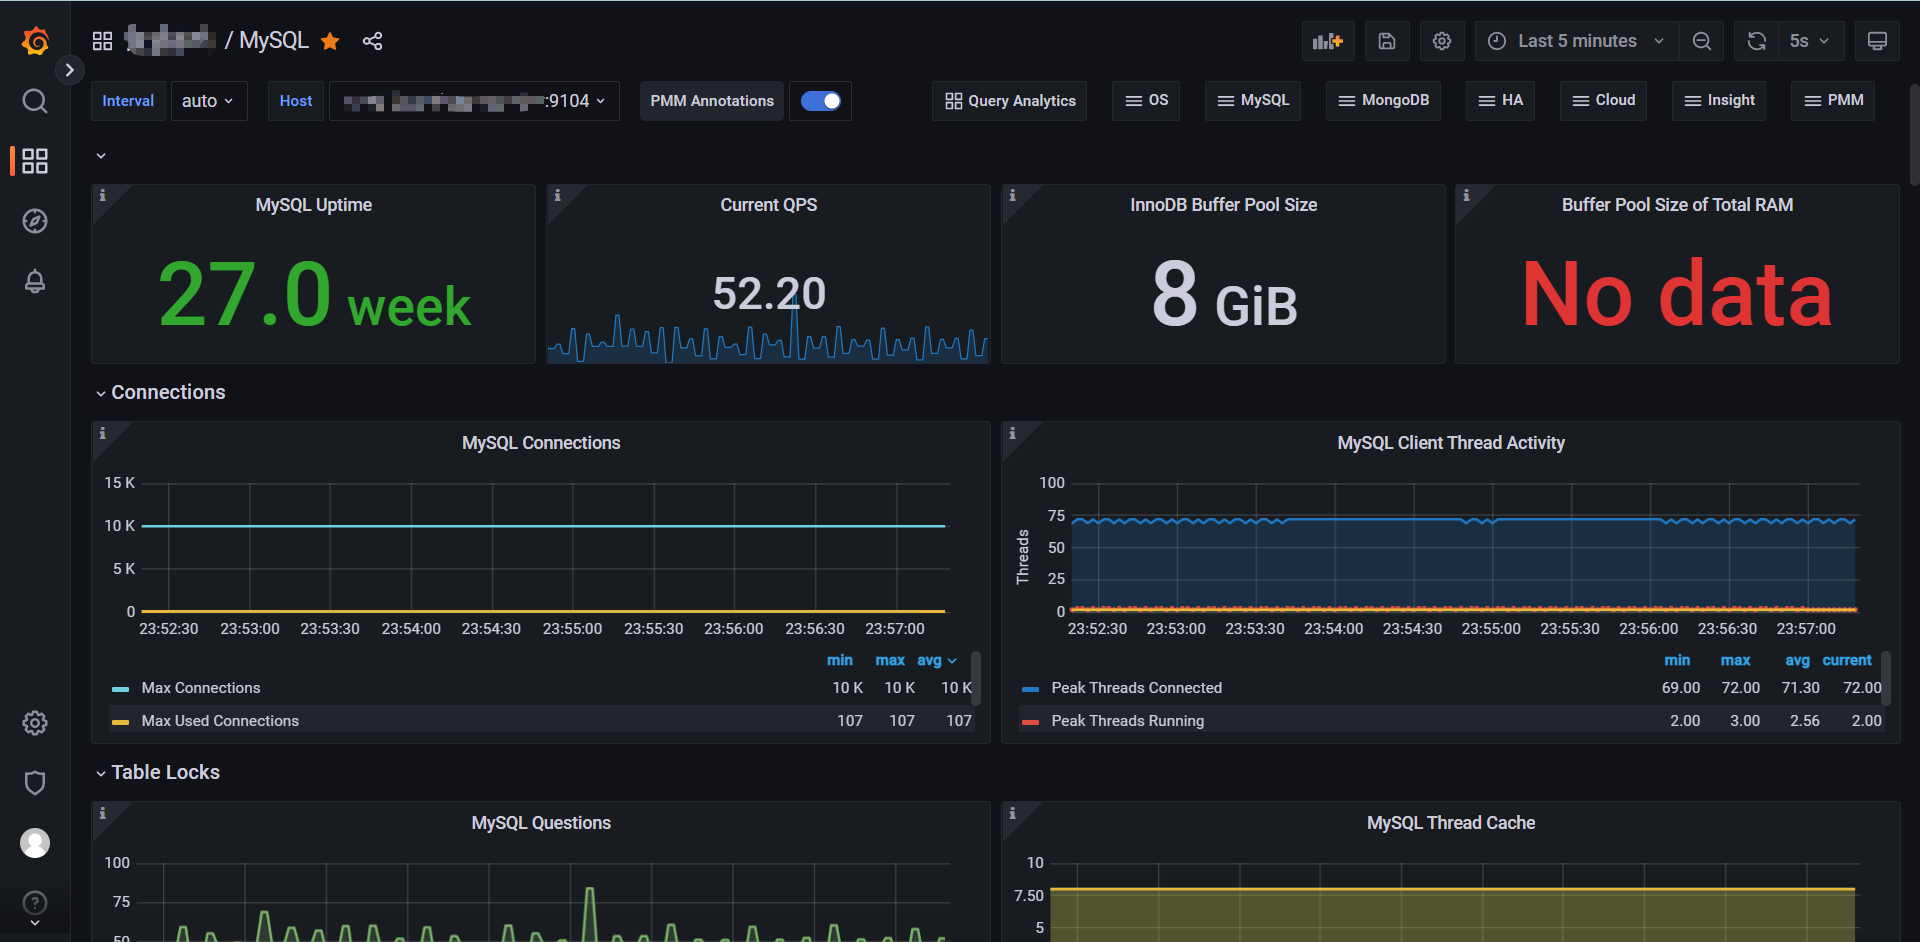 / MySQL
Last 5 minutes
5s
Interval auto Host :9104 PMM Annotations
Query Analytics OS MySQL MongoDB HA Cloud Insight PMM
MySQL Uptime
27.0 week
Current QPS
52.20
InnoDB Buffer Pool Size
8 GiB
Buffer Pool Size of Total RAM
No data
Connections
MySQL Connections
15 K
10 K
5 K
0
23:52:30 23:53:00 23:53:30 23:54:00 23:54:30 23:55:00 23:55:30 23:56:00 23:56:30 23:57:00
min max avg
Max Connections 10 K 10 K 10 K
Max Used Connections 107 107 107
MySQL Client Thread Activity
Threads
100
75
50
25
0
23:52:30 23:53:00 23:53:30 23:54:00 23:54:30 23:55:00 23:55:30 23:56:00 23:56:30 23:57:00
min max avg current
Peak Threads Connected 69.00 72.00 71.30 72.00
Peak Threads Running 2.00 3.00 2.56 2.00
Table Locks
MySQL Questions
100
75
50
MySQL Thread Cache
10
7.50
5